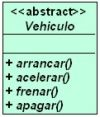 <<abstract>>
Vehiculo
+ arrancar()
+ acelerar()
+ frenar()
+ apagar()